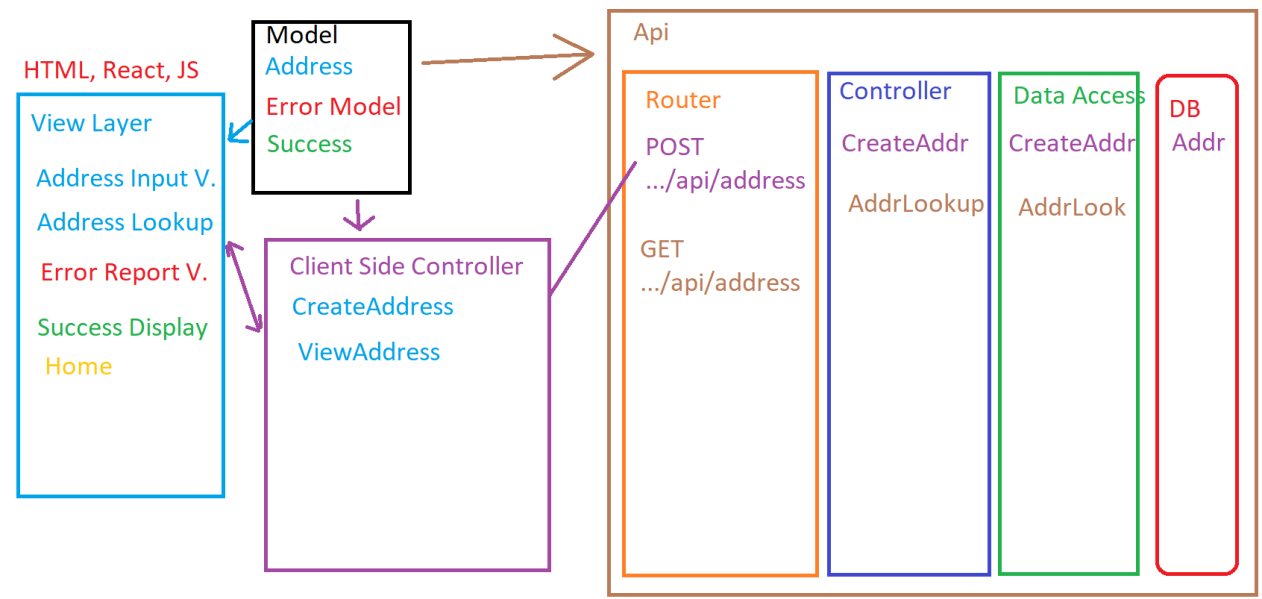 HTML, React, JS
View Layer
Address Input V.
Address Lookup
Error Report V.
Success Display
Home
Model
Address
Error Model
Success
Client Side Controller
CreateAddress
ViewAddress
Api
Router
POST
.../api/address
GET
.../api/address
Controller
CreateAddr
AddrLookup
Data Access
CreateAddr
AddrLook
DB
Addr